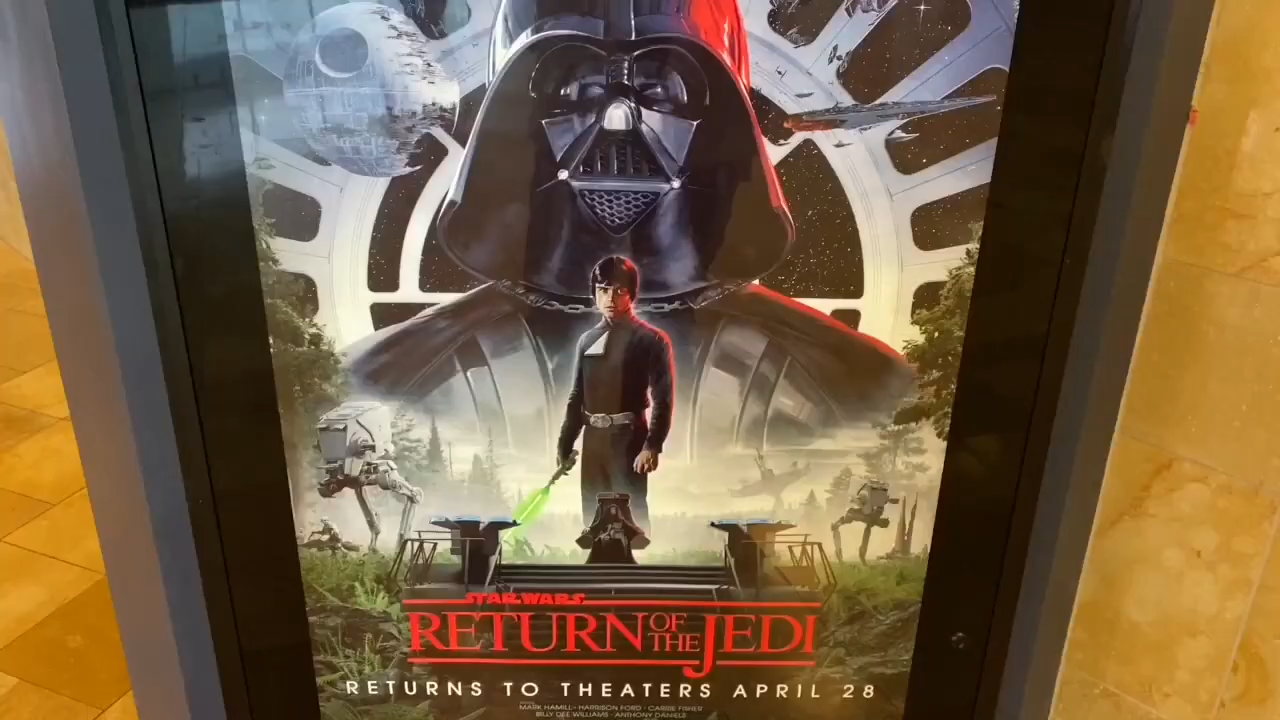 STAR WARS
RETURN OF THE JEDI
RETURNS TO THEATERS APRIL 28
MARK HAMILL · HARRISON FORD · CARRIE FISHER
BILLY DEE WILLIAMS · ANTHONY DANIELS